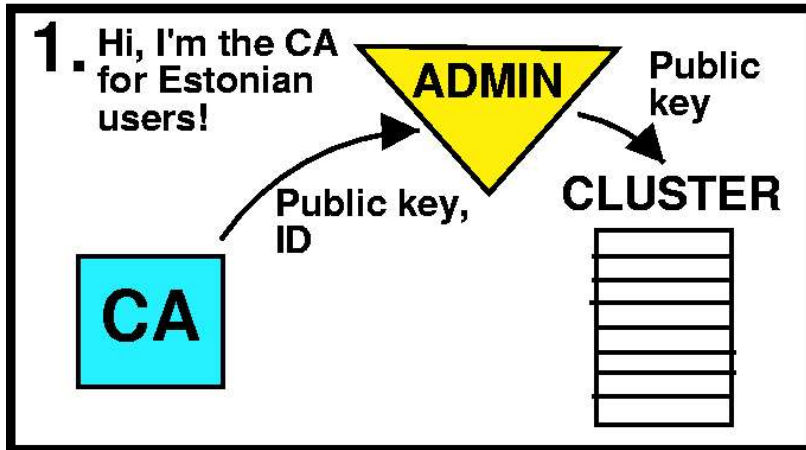 1. Hi, I'm the CA
for Estonian
users!
ADMIN
Public
key
Public key,
ID
CLUSTER
CA